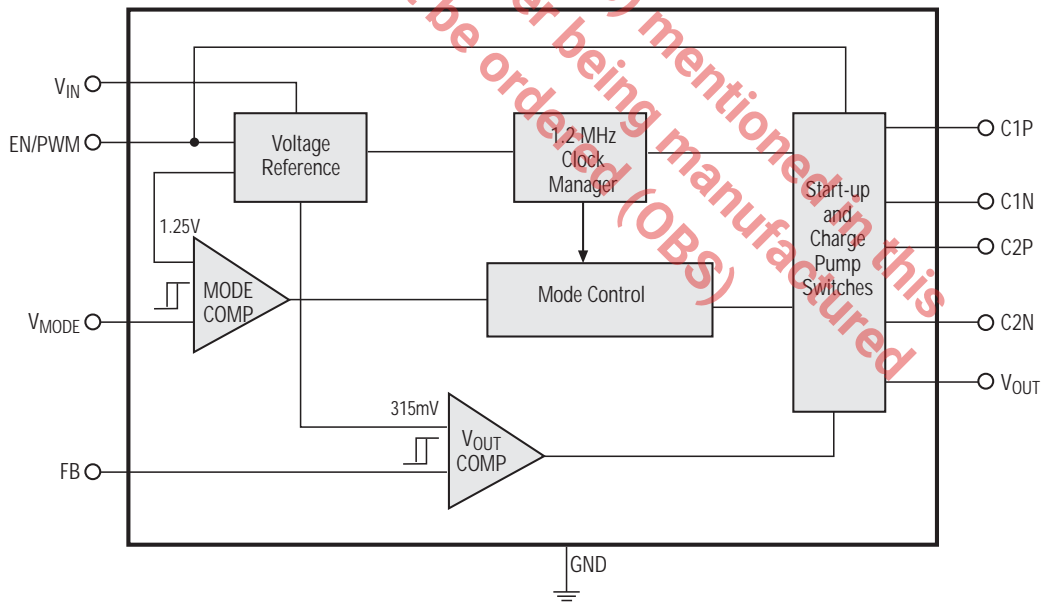 ) mentioned in this
er being manufactured
be ordered (OBS)
V_IN
EN/PWM
Voltage
Reference
1.2 MHz
Clock
Manager
Start-up
and
Charge
Pump
Switches
C1P
C1N
C2P
C2N
V_OUT
1.25V
MODE
COMP
V_MODE
Mode Control
315mV
V_OUT
COMP
FB
GND